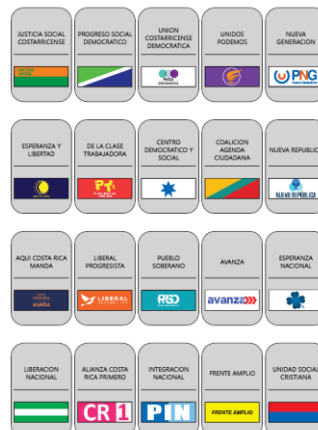 JUSTICIA SOCIAL
COSTARRICENSE
PROGRESO SOCIAL
DEMOCRATICO
UNION
COSTARRICENSE
DEMOCRATICA
UNIDOS
PODEMOS
NUEVA
GENERACION
PNG
ESPERANZA Y
LIBERTAD
DE LA CLASE
TRABAJADORA
CENTRO
DEMOCRATICO Y
SOCIAL
COALICION
AGENDA
CIUDADANA
NUEVA REPUBLICA
PT
NUEVA REPÚBLICA
AQUI COSTA RICA
MANDA
LIBERAL
PROGRESISTA
PUEBLO
SOBERANO
AVANZA
ESPERANZA
NACIONAL
LIBERAL
avanza
LIBERACION
NACIONAL
ALIANZA COSTA
RICA PRIMERO
INTEGRACION
NACIONAL
FRENTE AMPLIO
UNIDAD SOCIAL
CRISTIANA
CR 1
PIN
FRENTE AMPLIO